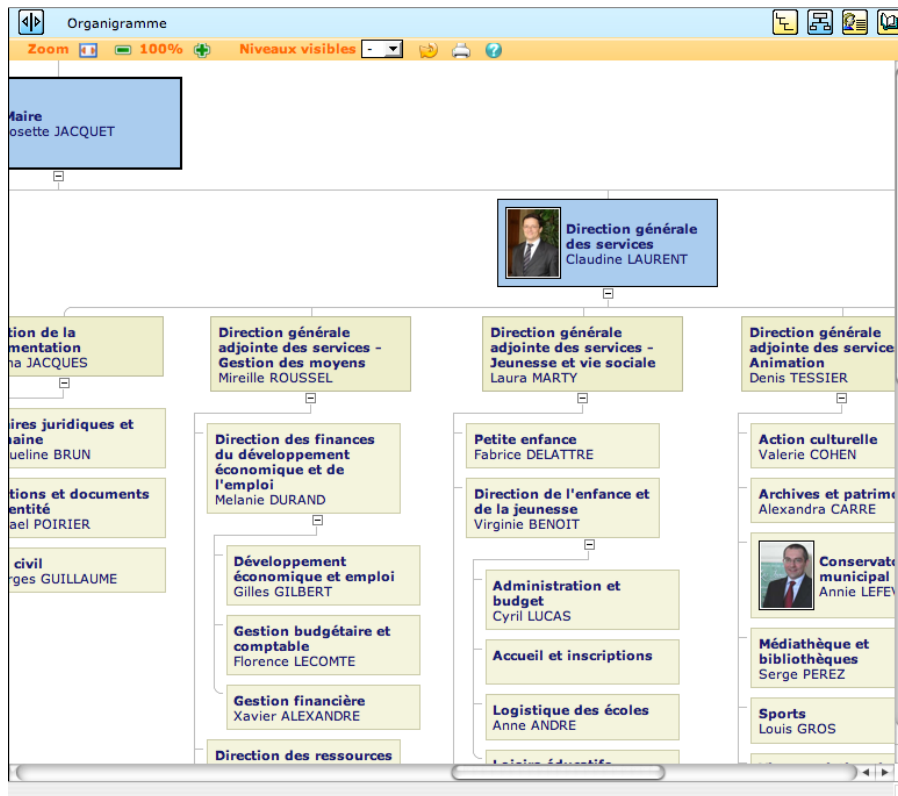 Organigramme
Zoom 100% Niveaux visibles -
Maire
osette JACQUET
Direction générale
des services
Claudine LAURENT
tion de la
mentation
na JACQUES
ires juridiques et
aine
ueline BRUN
tions et documents
entité
ael POIRIER
civil
rges GUILLAUME
Direction générale
adjointe des services -
Gestion des moyens
Mireille ROUSSEL
Direction des finances
du développement
économique et de
l'emploi
Melanie DURAND
Développement
économique et emploi
Gilles GILBERT
Gestion budgétaire et
comptable
Florence LECOMTE
Gestion financière
Xavier ALEXANDRE
Direction des ressources
Direction générale
adjointe des services -
Jeunesse et vie sociale
Laura MARTY
Petite enfance
Fabrice DELATTRE
Direction de l'enfance et
de la jeunesse
Virginie BENOIT
Administration et
budget
Cyril LUCAS
Accueil et inscriptions
Logistique des écoles
Anne ANDRE
Loisirs éducatifs
Direction générale
adjointe des service
Animation
Denis TESSIER
Action culturelle
Valerie COHEN
Archives et patrimo
Alexandra CARRE
Conservato
municipal
Annie LEFEV
Médiathèque et
bibliothèques
Serge PEREZ
Sports
Louis GROS